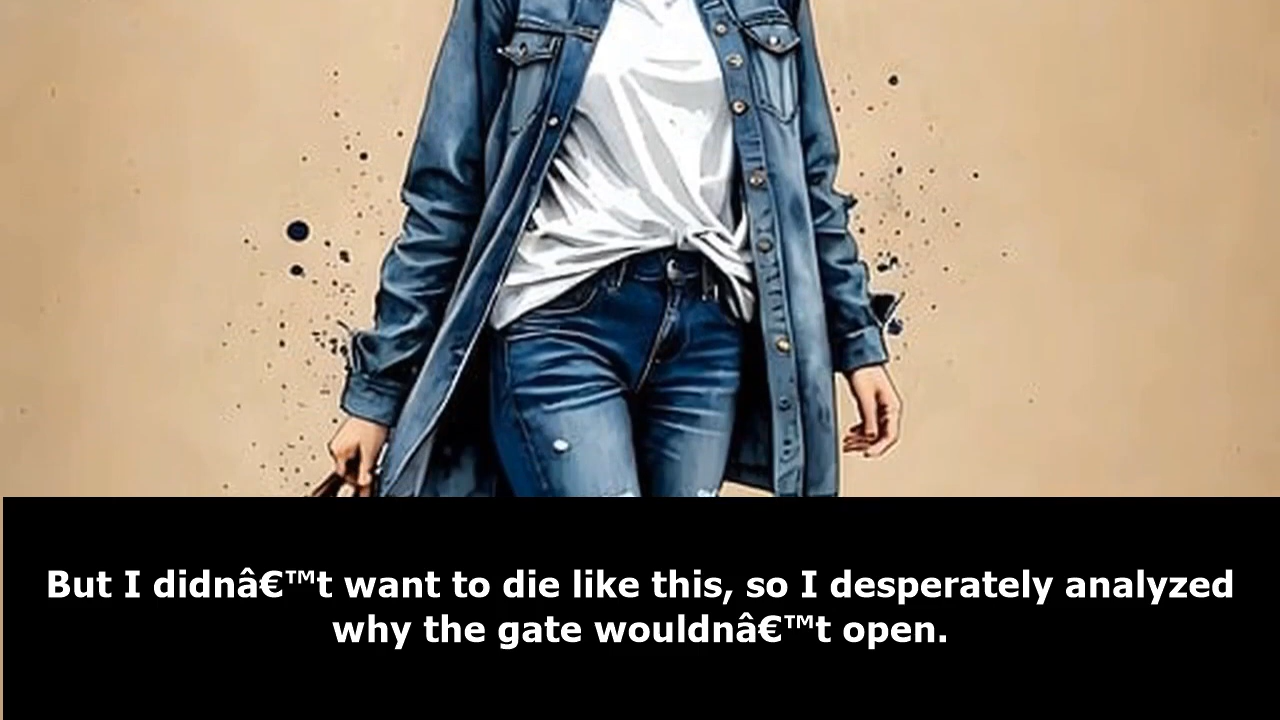 But I didnâ€™t want to die like this, so I desperately analyzed
why the gate wouldnâ€™t open.